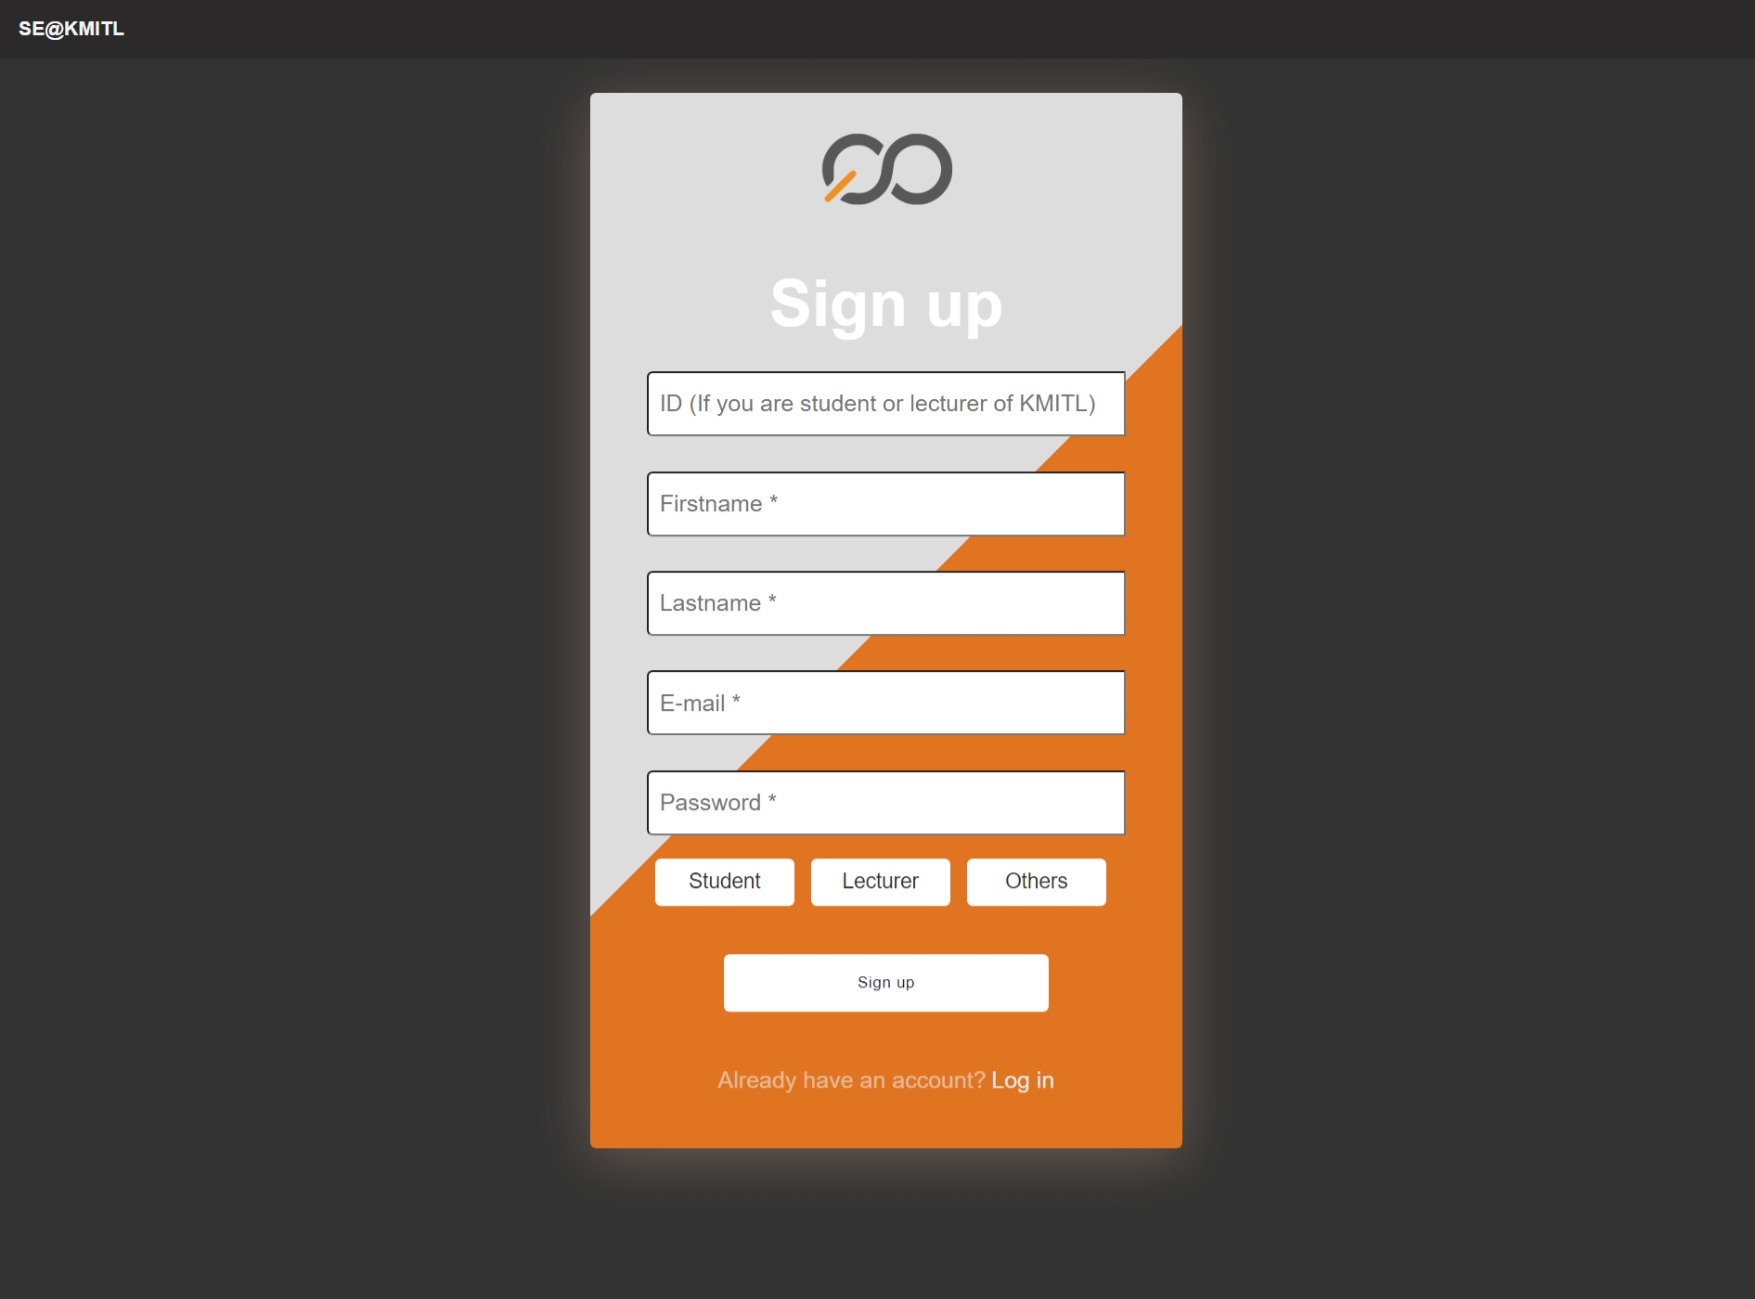 SE@KMITL
Sign up
ID (If you are student or lecturer of KMITL)
Firstname *
Lastname *
E-mail *
Password *
Student Lecturer Others
Sign up
Already have an account? Log in